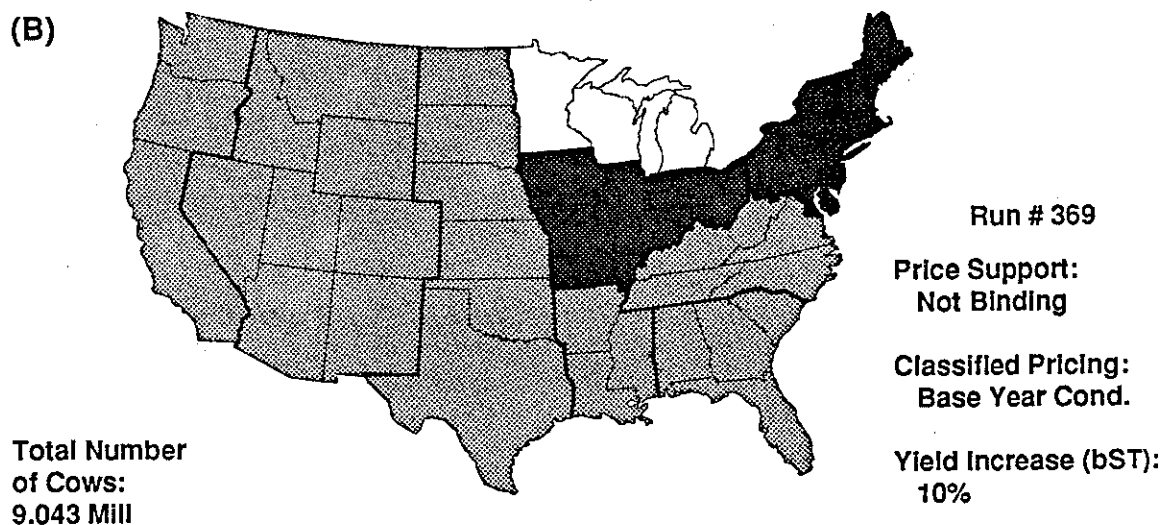 (B)
Run # 369
Price Support:
Not Binding
Classified Pricing:
Base Year Cond.
Yield Increase (bST):
10%
Total Number
of Cows:
9.043 Mill